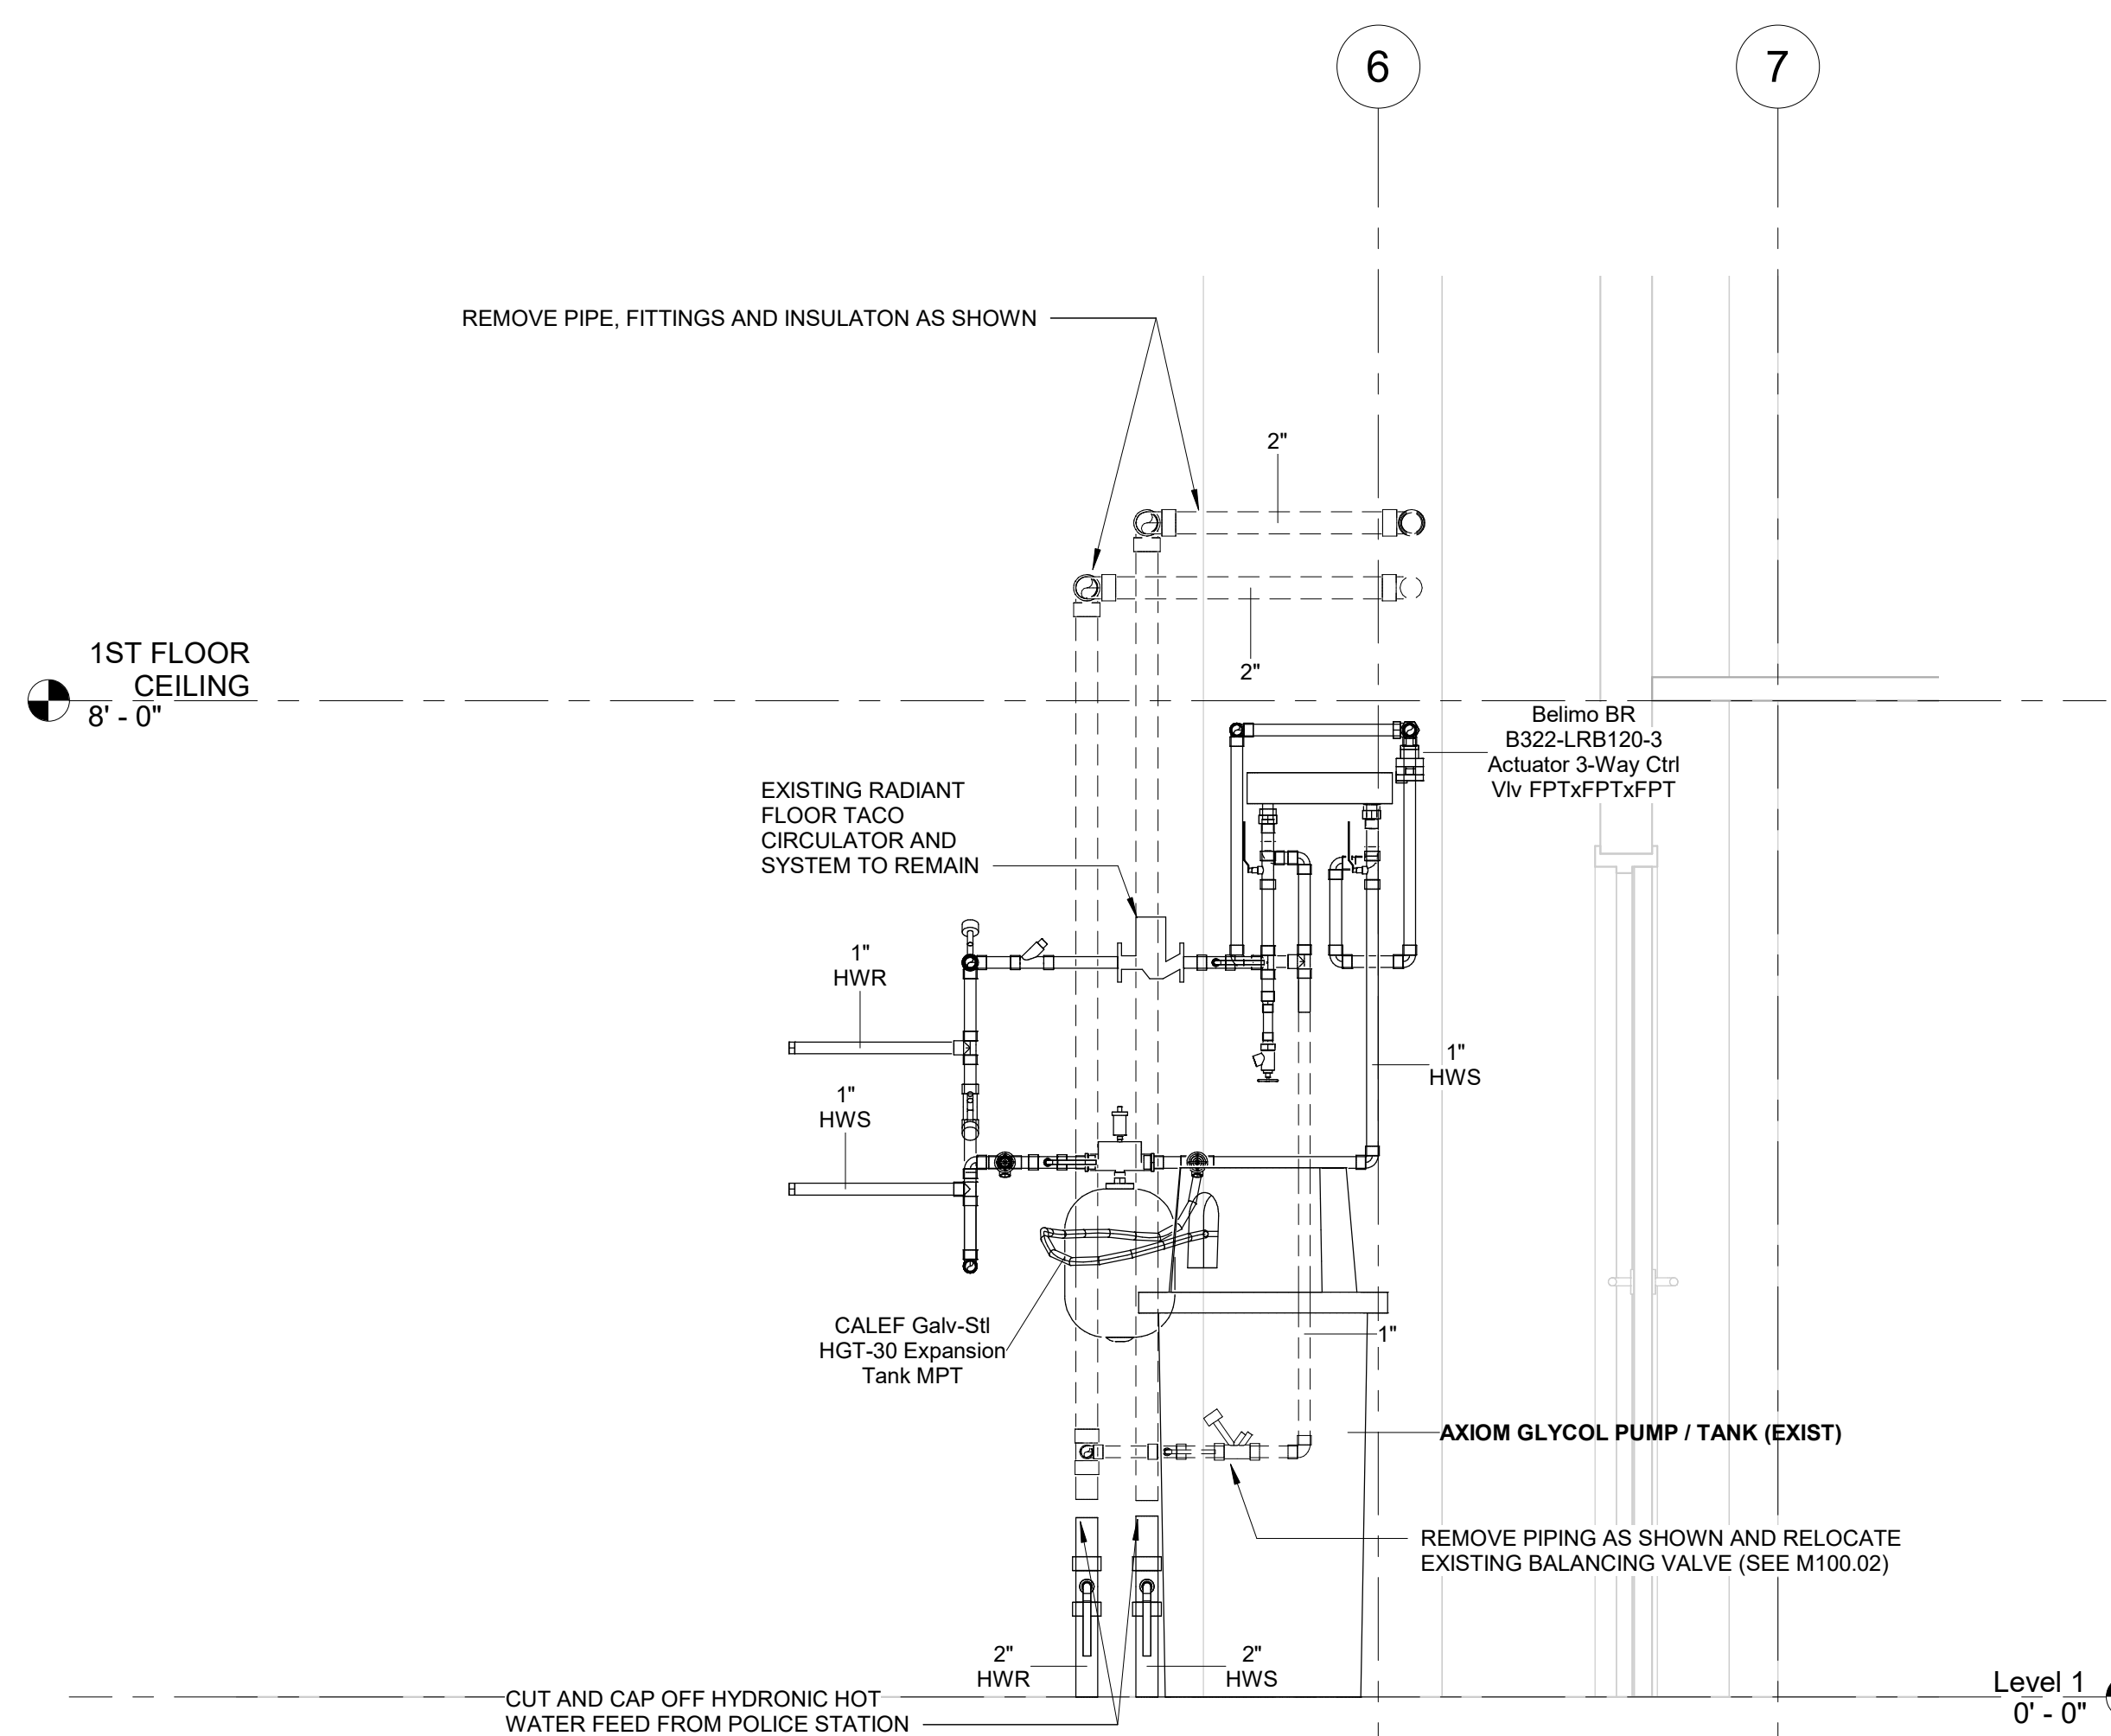 6
7
REMOVE PIPE, FITTINGS AND INSULATON AS SHOWN
2"
2"
1ST FLOOR
CEILING
8' - 0"
Belimo BR
B322-LRB120-3
Actuator 3-Way Ctrl
Vlv FPTxFPTxFPT
EXISTING RADIANT
FLOOR TACO
CIRCULATOR AND
SYSTEM TO REMAIN
1"
HWR
1"
HWS
1"
HWS
CALEF Galv-Stl
HGT-30 Expansion
Tank MPT
1"
AXIOM GLYCOL PUMP / TANK (EXIST)
REMOVE PIPING AS SHOWN AND RELOCATE
EXISTING BALANCING VALVE (SEE M100.02)
2"
HWR
2"
HWS
CUT AND CAP OFF HYDRONIC HOT
WATER FEED FROM POLICE STATION
Level 1
0' - 0"